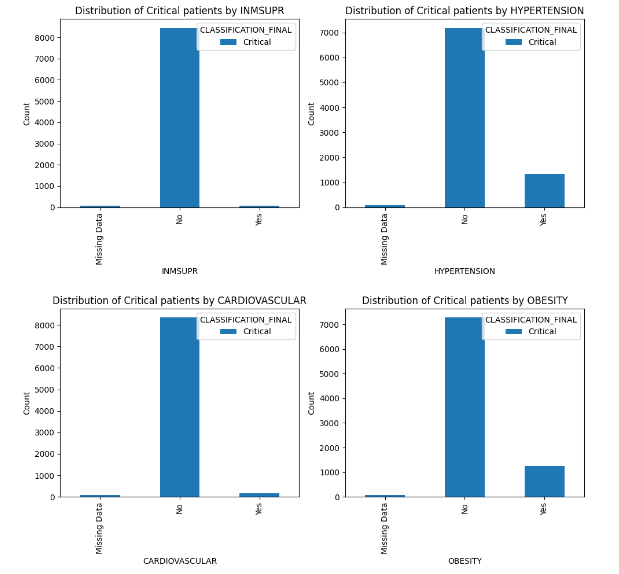 Distribution of Critical patients by INMSUPR
CLASSIFICATION_FINAL
Critical
8000
7000
6000
5000
4000
3000
2000
1000
0
Count
Missing Data
No
Yes
INMSUPR
Distribution of Critical patients by HYPERTENSION
CLASSIFICATION_FINAL
Critical
7000
6000
5000
4000
3000
2000
1000
0
Count
Missing Data
No
Yes
HYPERTENSION
Distribution of Critical patients by CARDIOVASCULAR
CLASSIFICATION_FINAL
Critical
8000
7000
6000
5000
4000
3000
2000
1000
0
Count
Missing Data
No
Yes
CARDIOVASCULAR
Distribution of Critical patients by OBESITY
CLASSIFICATION_FINAL
Critical
7000
6000
5000
4000
3000
2000
1000
0
Count
Missing Data
No
Yes
OBESITY